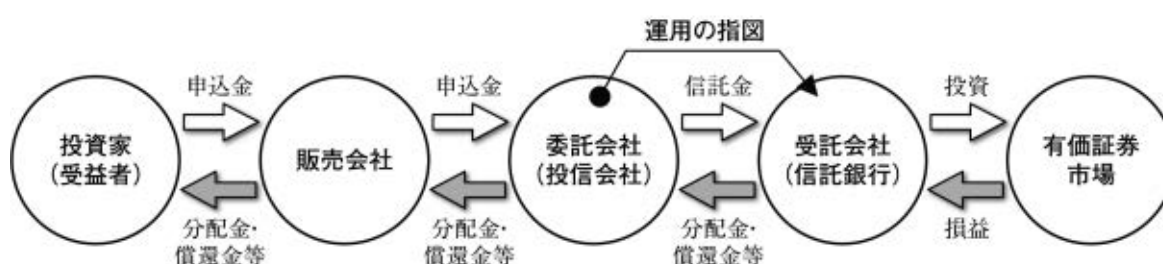 運用の指図
申込金
申込金
信託金
投資
投資家
（受益者）
販売会社
委託会社
（投信会社）
受託会社
（信託銀行）
有価証券
市場
分配金・
償還金等
分配金・
償還金等
分配金・
償還金等
損益